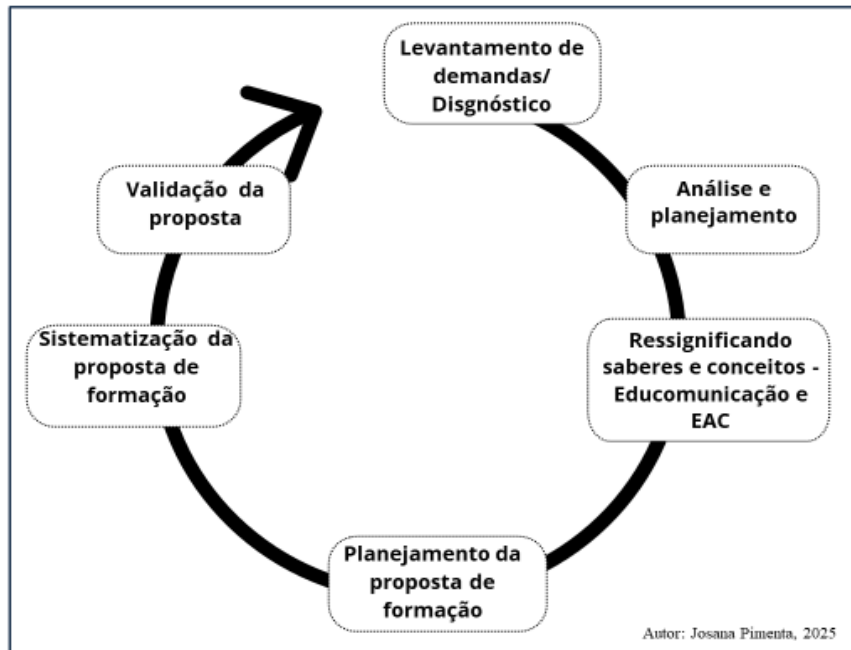 Levantamento de
demandas/
Disgnóstico
Análise e
planejamento
Ressignificando
saberes e conceitos -
Educomunicação e
EAC
Planejamento da
proposta de
formação
Sistematização da
proposta de
formação
Validação da
proposta
Autor: Josana Pimenta, 2025